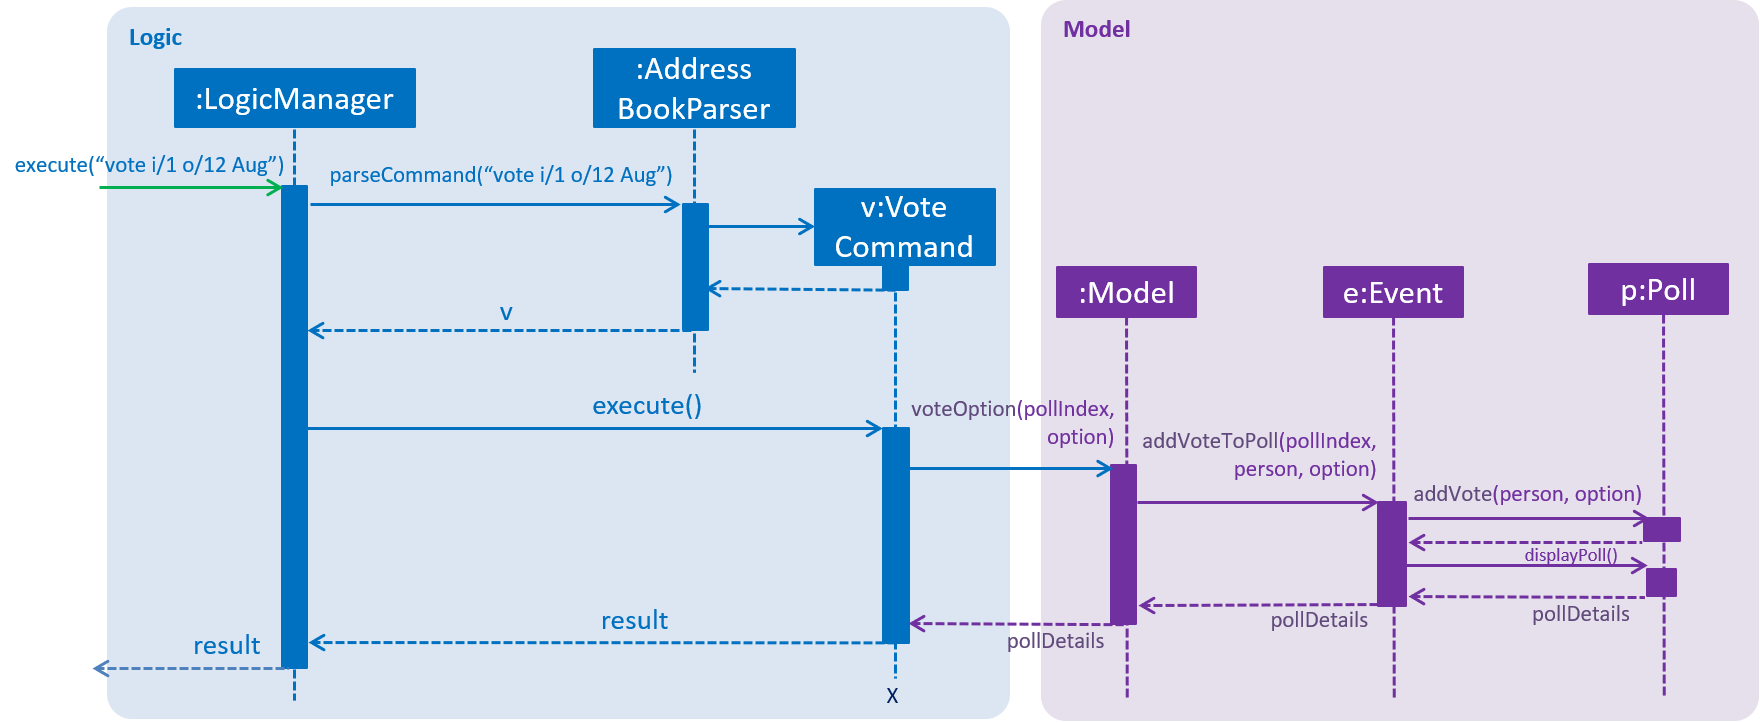 Logic
Model
:LogicManager
:Address
BookParser
execute(“vote i/1 o/12 Aug”)
parseCommand(“vote i/1 o/12 Aug”)
v:Vote
Command
:Model
e:Event
p:Poll
v
execute()
voteOption(pollIndex,
option)
addVoteToPoll(pollIndex,
person, option)
addVote(person, option)
displayPoll()
pollDetails
pollDetails
pollDetails
result
result
X